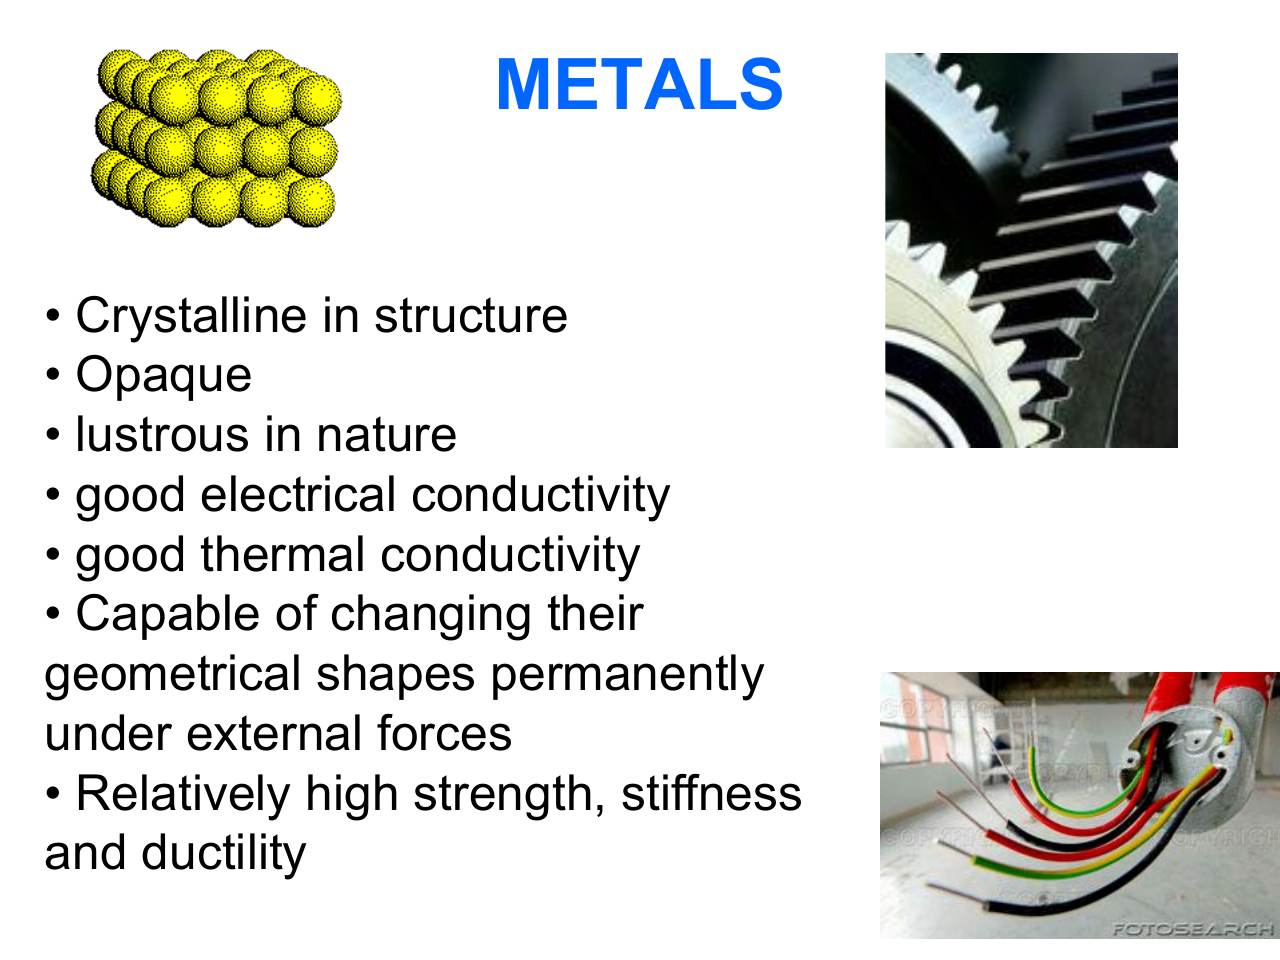 METALS
• Crystalline in structure
• Opaque
• lustrous in nature
• good electrical conductivity
• good thermal conductivity
• Capable of changing their
geometrical shapes permanently
under external forces
• Relatively high strength, stiffness
and ductility
FOTOSEARCH